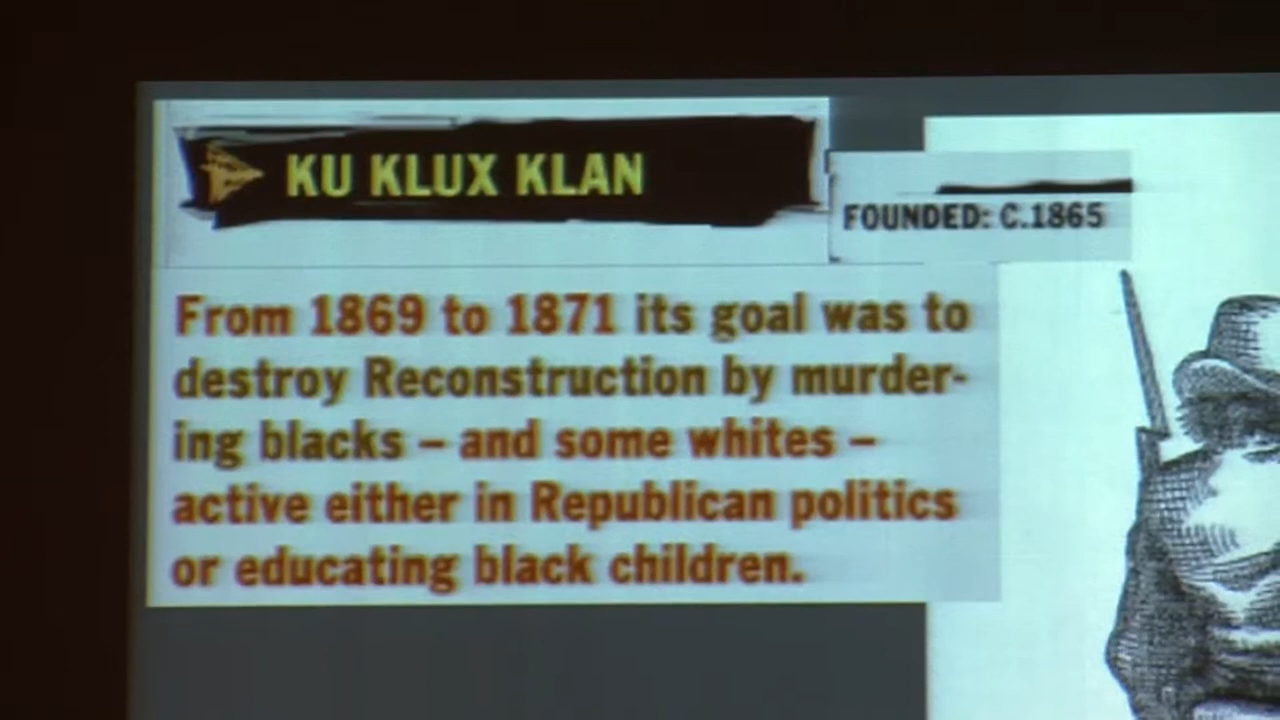 KU KLUX KLAN
FOUNDED: C.1865
From 1869 to 1871 its goal was to
destroy Reconstruction by murder-
ing blacks – and some whites –
active either in Republican politics
or educating black children.